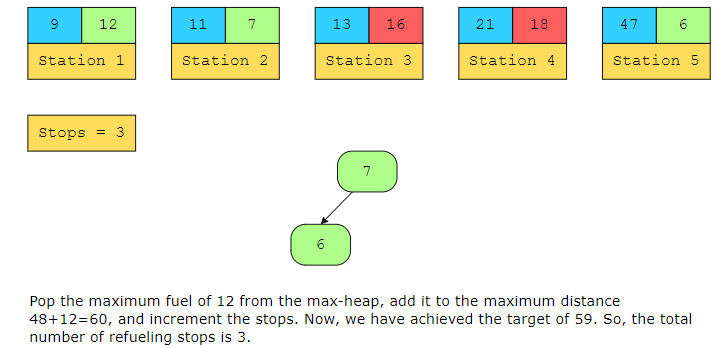 9 12 11 7 13 16 21 18 47 6
Station 1 Station 2 Station 3 Station 4 Station 5
Stops = 3
7
6
Pop the maximum fuel of 12 from the max-heap, add it to the maximum distance
48+12=60, and increment the stops. Now, we have achieved the target of 59. So, the total
number of refueling stops is 3.